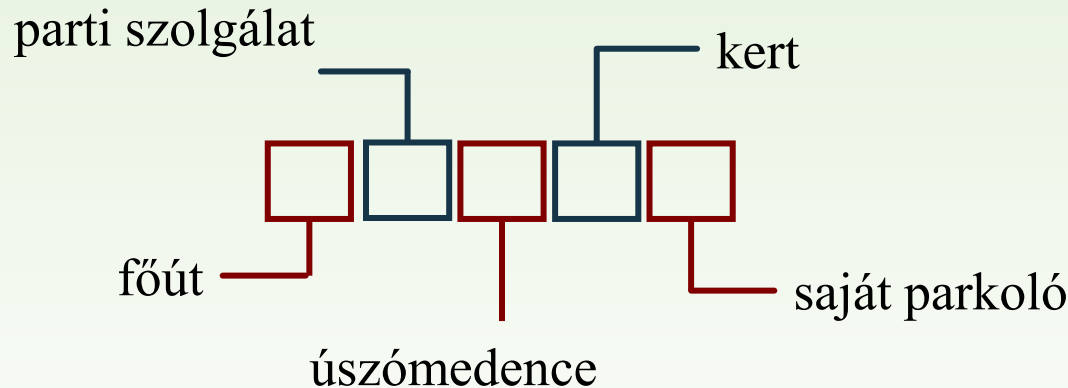 parti szolgálat
kert
főút
saját parkoló
úszómedence